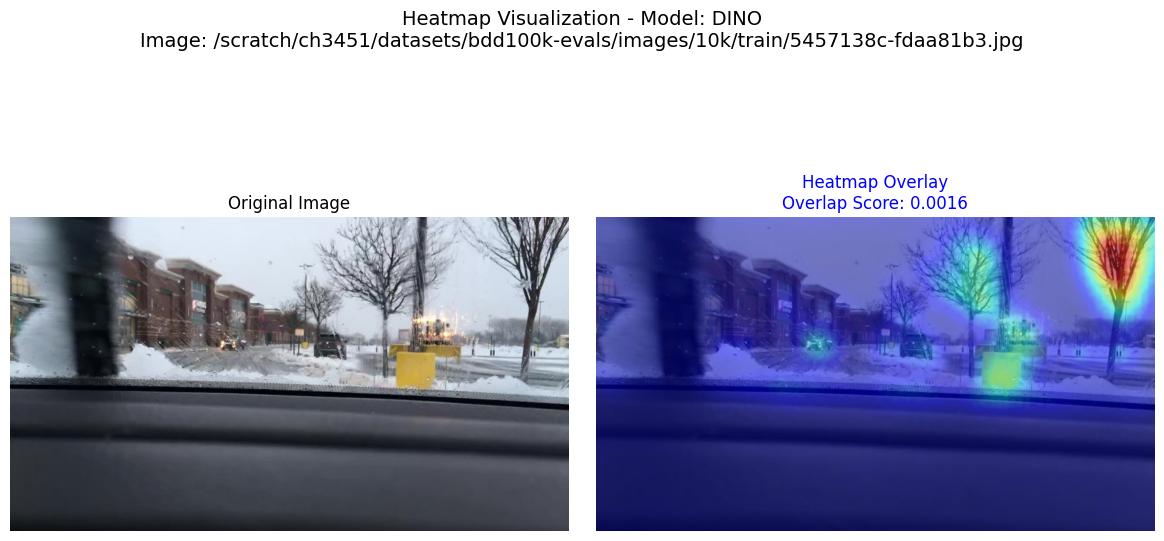 Heatmap Visualization - Model: DINO
Image: /scratch/ch3451/datasets/bdd100k-evals/images/10k/train/5457138c-fdaa81b3.jpg
Original Image
Heatmap Overlay
Overlap Score: 0.0016